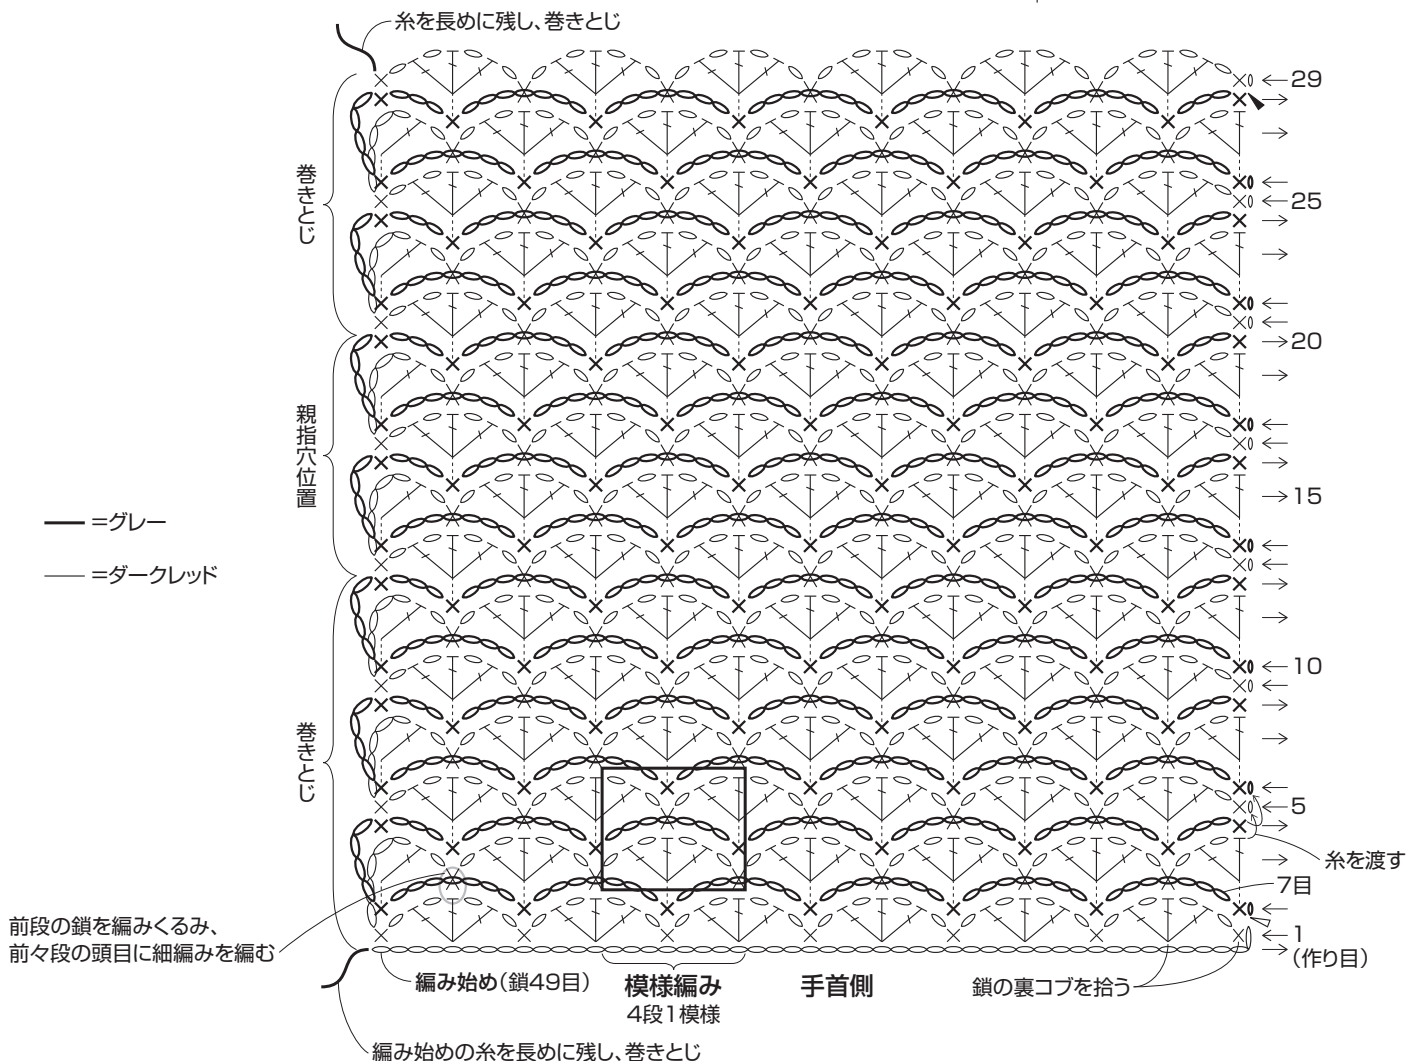 糸を長めに残し、巻きとじ
29
巻きとじ
25
20
親指穴位置
15
━ =グレー
― =ダークレッド
10
巻きとじ
5
糸を渡す
7目
前段の鎖を編みくるみ、
前々段の頭目に細編みを編む
1
(作り目)
編み始め(鎖49目)
模様編み
4段1模様
手首側
鎖の裏コブを拾う
編み始めの糸を長めに残し、巻きとじ